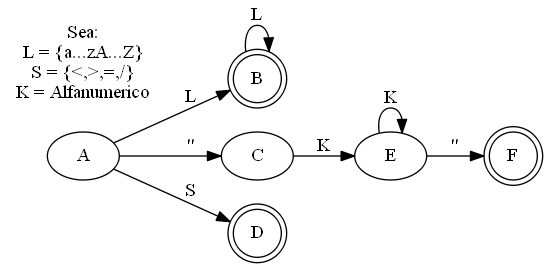 Sea:
L = {a...zA...Z}
S = {<,>,=,/}
K = Alfanumerico
L
B
L
K
A
"
C
K
E
"
F
S
D